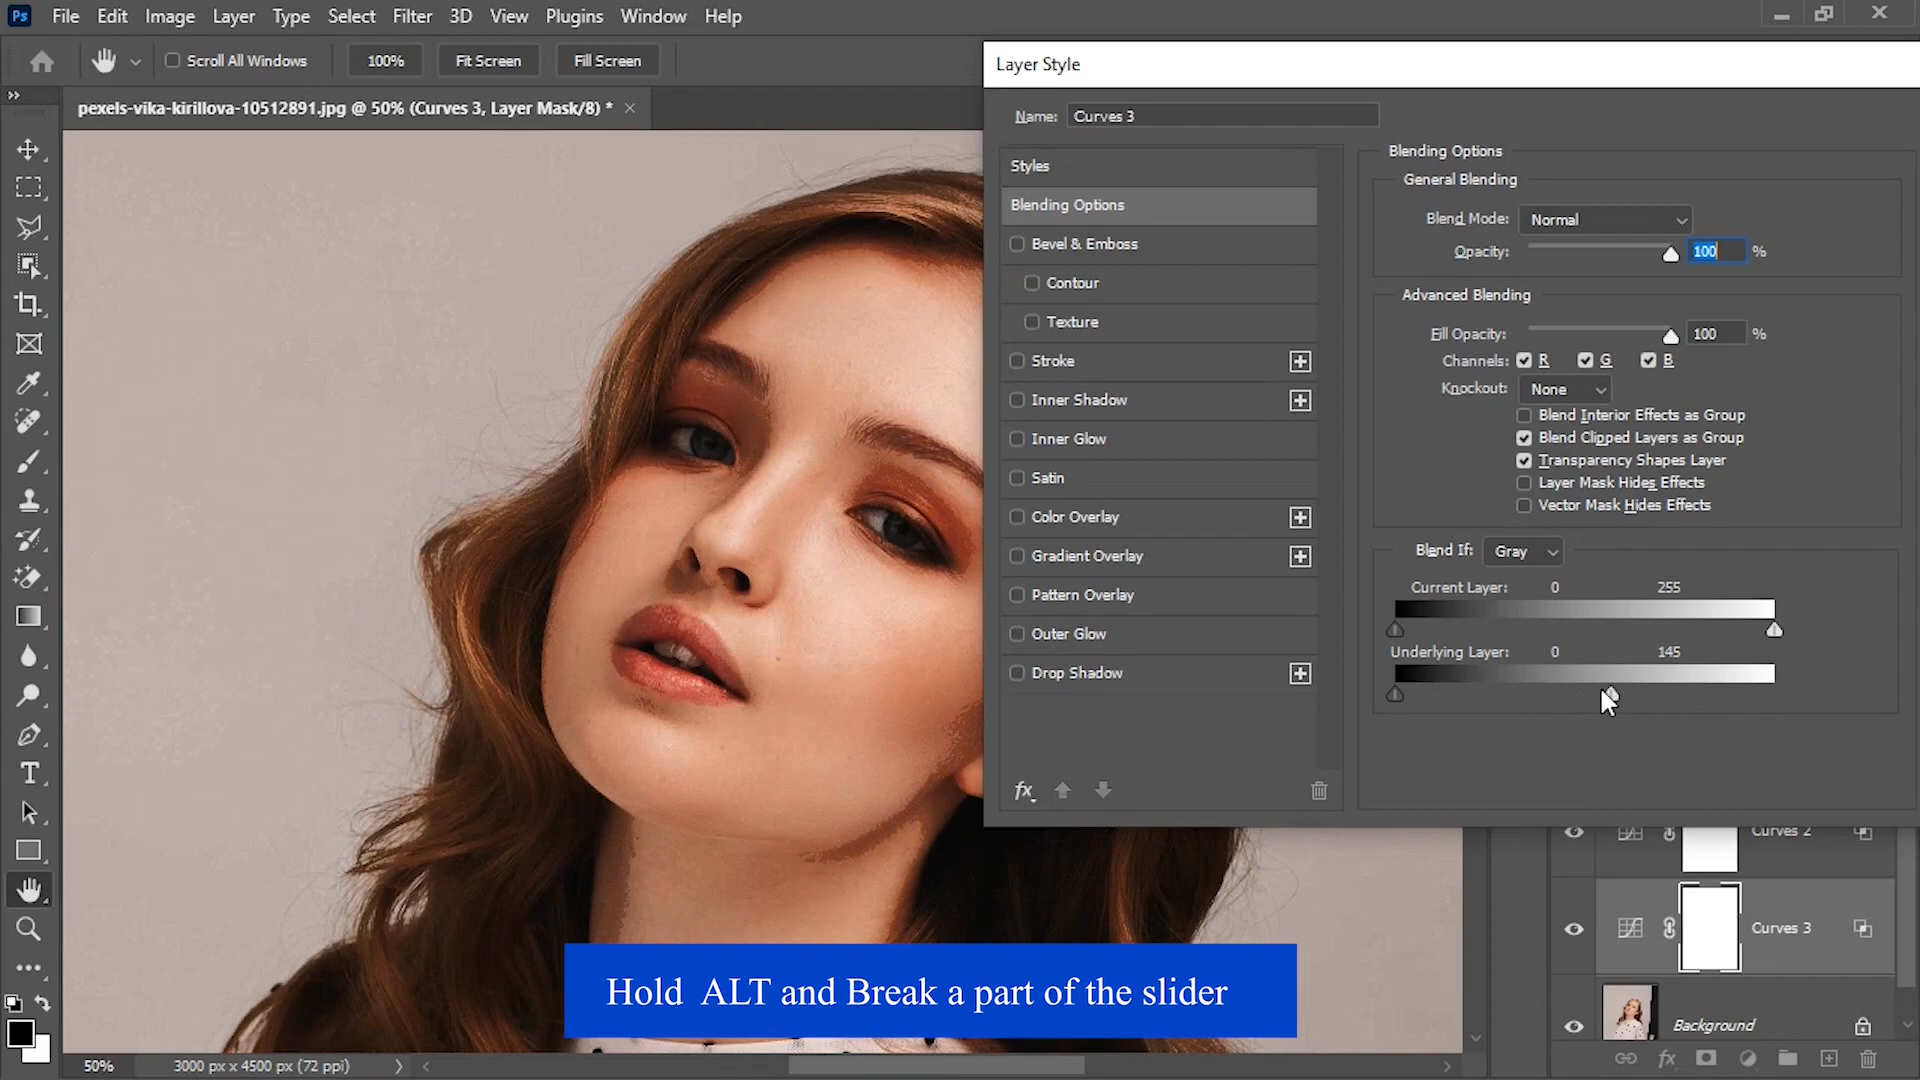 Ps File Edit Image Layer Type Select Filter 3D View Plugins Window Help
Scroll All Windows 100% Fit Screen Fill Screen
pexels-vika-kirillova-10512891.jpg @ 50% (Curves 3, Layer Mask/8) *
Layer Style
Name: Curves 3
Styles
Blending Options
Bevel & Emboss
Contour
Texture
Stroke
Inner Shadow
Inner Glow
Satin
Color Overlay
Gradient Overlay
Pattern Overlay
Outer Glow
Drop Shadow
fx
Blending Options
General Blending
Blend Mode: Normal
Opacity: 100 %
Advanced Blending
Fill Opacity: 100 %
Channels: R G B
Knockout: None
Blend Interior Effects as Group
Blend Clipped Layers as Group
Transparency Shapes Layer
Layer Mask Hides Effects
Vector Mask Hides Effects
Blend If: Gray
Current Layer: 0 255
Underlying Layer: 0 145
Curves 2
Curves 3
Background
fx
Hold ALT and Break a part of the slider
50% 3000 px x 4500 px (72 ppi)